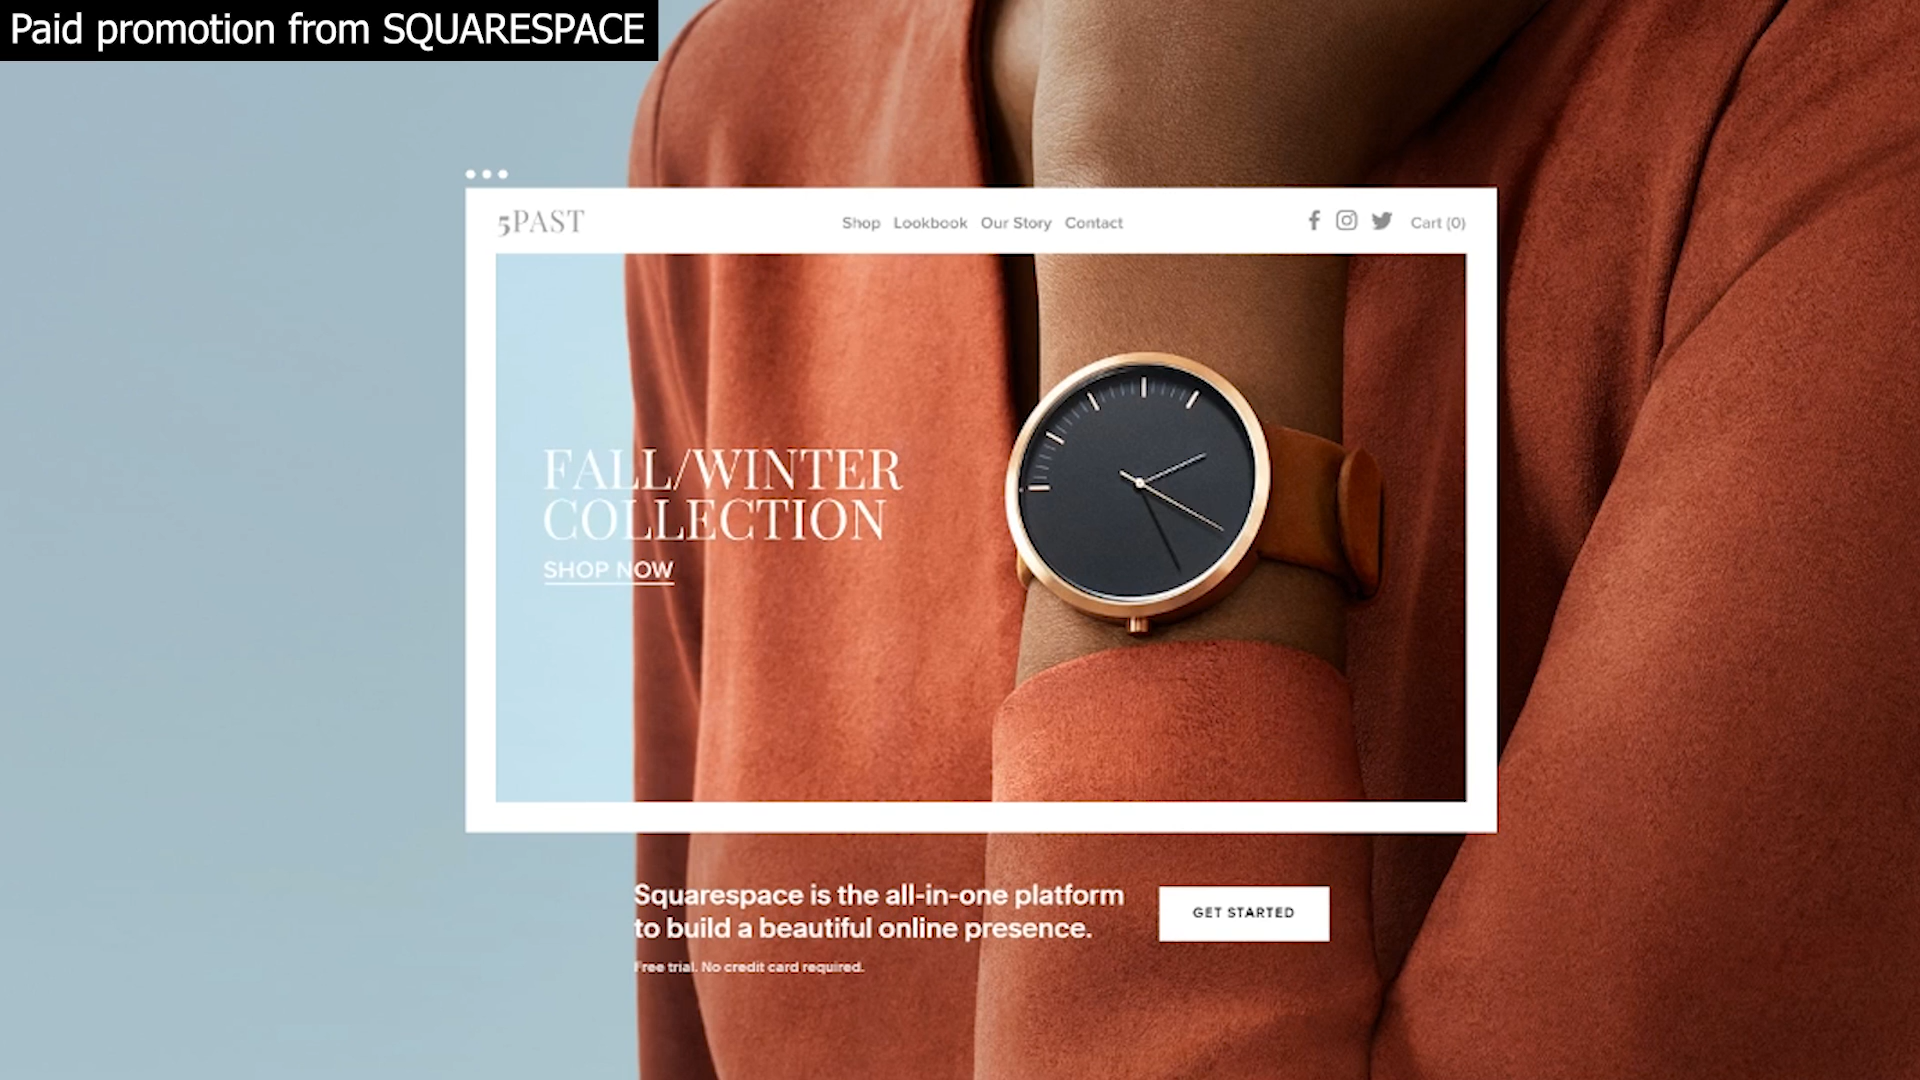 Paid promotion from SQUARESPACE
5PAST
Shop Lookbook Our Story Contact
Cart (0)
FALL/WINTER
COLLECTION
SHOP NOW
Squarespace is the all-in-one platform
to build a beautiful online presence.
GET STARTED
Free trial. No credit card required.